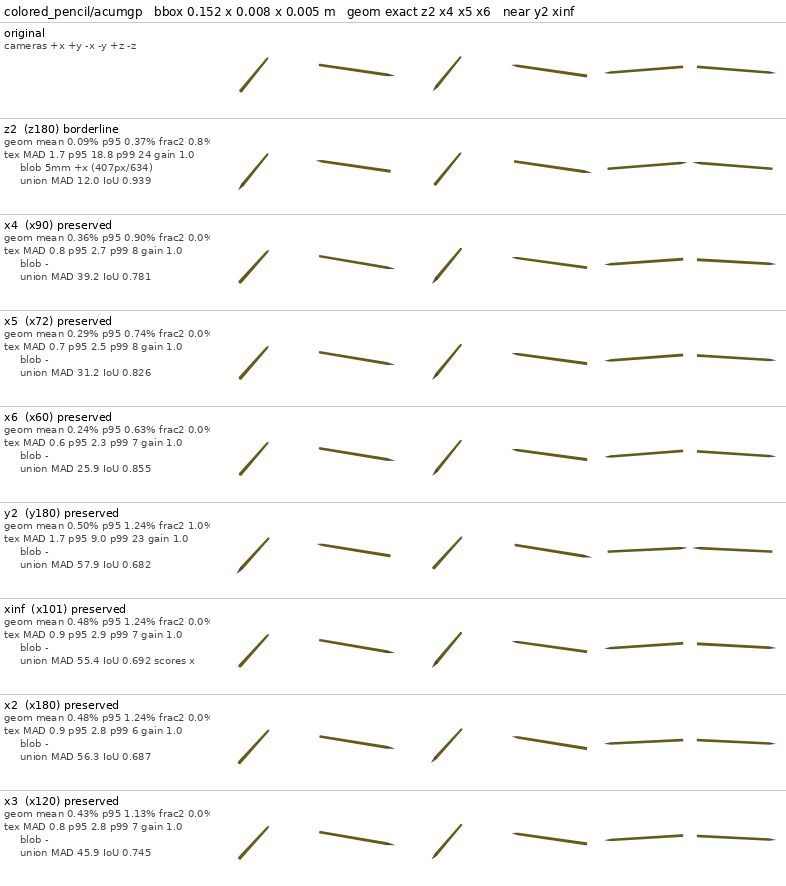 colored_pencil/acumgp   bbox 0.152 x 0.008 x 0.005 m   geom exact z2 x4 x5 x6   near y2 xinf
original
cameras +x +y -x -y +z -z
z2  (z180) borderline
geom mean 0.09% p95 0.37% frac2 0.8%
tex MAD 1.7 p95 18.8 p99 24 gain 1.0
blob 5mm +x (407px/634)
union MAD 12.0 IoU 0.939
x4  (x90) preserved
geom mean 0.36% p95 0.90% frac2 0.0%
tex MAD 0.8 p95 2.7 p99 8 gain 1.0
blob -
union MAD 39.2 IoU 0.781
x5  (x72) preserved
geom mean 0.29% p95 0.74% frac2 0.0%
tex MAD 0.7 p95 2.5 p99 8 gain 1.0
blob -
union MAD 31.2 IoU 0.826
x6  (x60) preserved
geom mean 0.24% p95 0.63% frac2 0.0%
tex MAD 0.6 p95 2.3 p99 7 gain 1.0
blob -
union MAD 25.9 IoU 0.855
y2  (y180) preserved
geom mean 0.50% p95 1.24% frac2 1.0%
tex MAD 1.7 p95 9.0 p99 23 gain 1.0
blob -
union MAD 57.9 IoU 0.682
xinf  (x101) preserved
geom mean 0.48% p95 1.24% frac2 0.0%
tex MAD 0.9 p95 2.9 p99 7 gain 1.0
blob -
union MAD 55.4 IoU 0.692 scores x
x2  (x180) preserved
geom mean 0.48% p95 1.24% frac2 0.0%
tex MAD 0.9 p95 2.8 p99 6 gain 1.0
blob -
union MAD 56.3 IoU 0.687
x3  (x120) preserved
geom mean 0.43% p95 1.13% frac2 0.0%
tex MAD 0.8 p95 2.8 p99 7 gain 1.0
blob -
union MAD 45.9 IoU 0.745